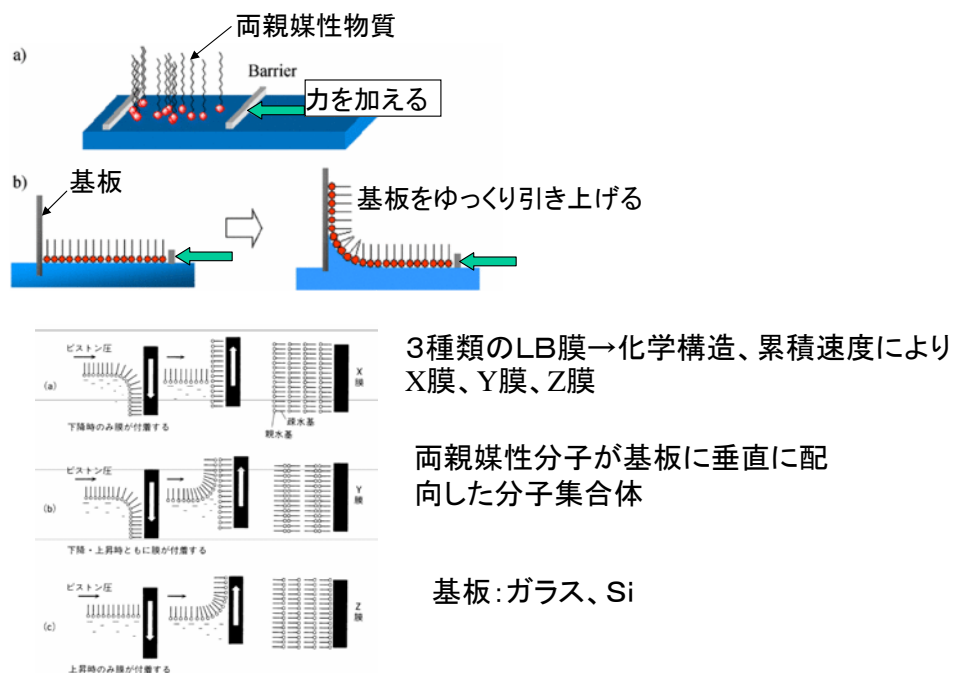 両親媒性物質
a)
Barrier
力を加える
b)
基板
基板をゆっくり引き上げる
3種類のLB膜→化学構造、累積速度により
X膜、Y膜、Z膜
ピストン圧
(a)
X膜
疎水基
親水基
下降時のみ膜が付着する
両親媒性分子が基板に垂直に配
向した分子集合体
ピストン圧
(b)
Y膜
下降・上昇時ともに膜が付着する
基板:ガラス、Si
ピストン圧
(c)
Z膜
上昇時のみ膜が付着する